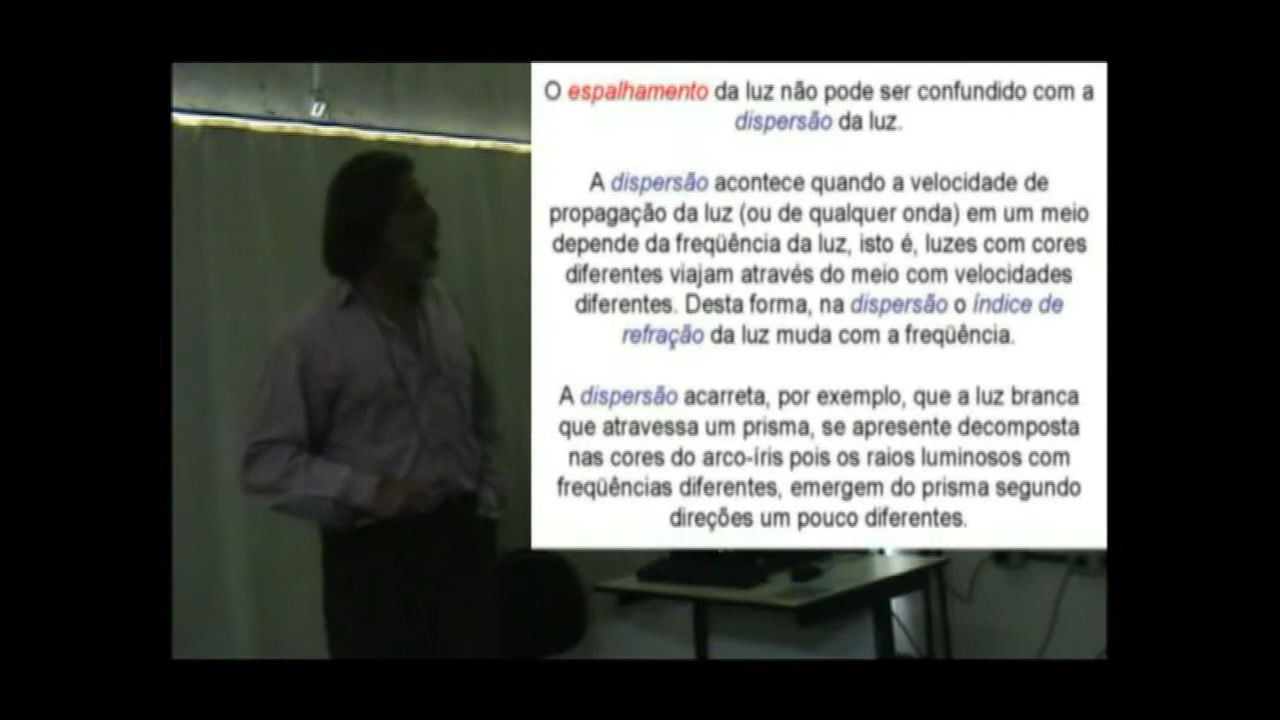 O espalhamento da luz não pode ser confundido com a
dispersão da luz.
A dispersão acontece quando a velocidade de
propagação da luz (ou de qualquer onda) em um meio
depende da freqüência da luz, isto é, luzes com cores
diferentes viajam através do meio com velocidades
diferentes. Desta forma, na dispersão o índice de
refração da luz muda com a freqüência.
A dispersão acarreta, por exemplo, que a luz branca
que atravessa um prisma, se apresente decomposta
nas cores do arco-íris pois os raios luminosos com
freqüências diferentes, emergem do prisma segundo
direções um pouco diferentes.